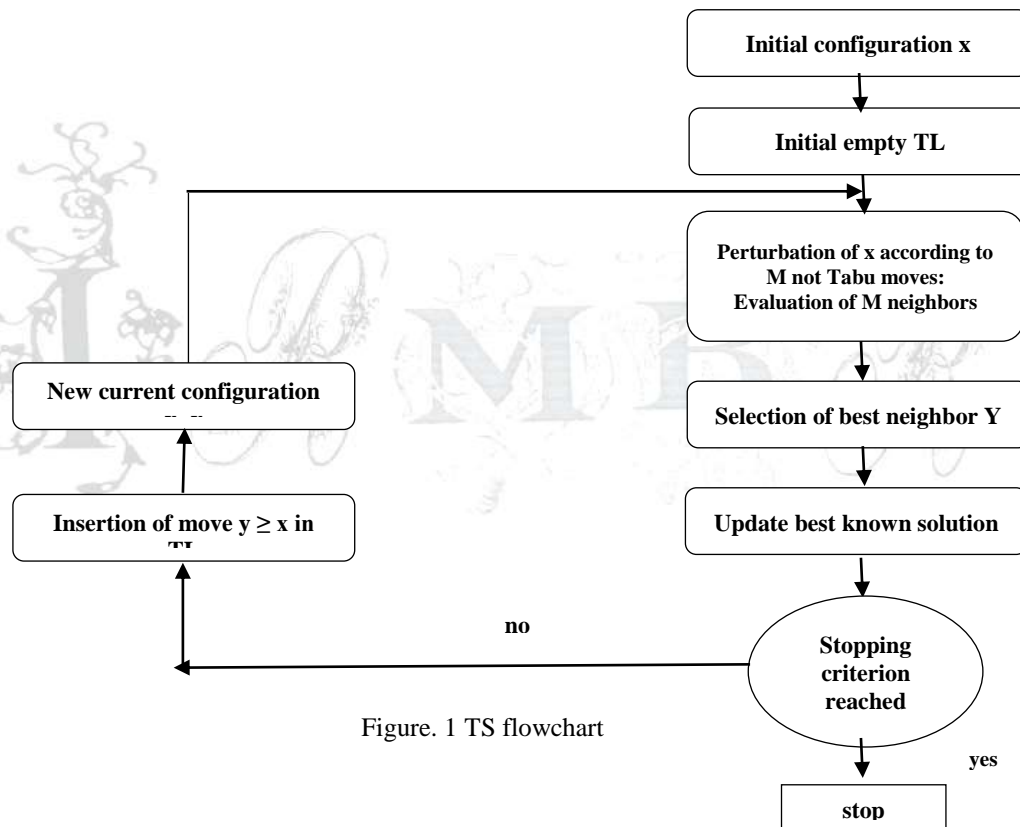 Initial configuration x
Initial empty TL
Perturbation of x according to
M not Tabu moves:
Evaluation of M neighbors
New current configuration
Selection of best neighbor Y
Insertion of move y ≥ x in
Update best known solution
no
Stopping
criterion
reached
Figure. 1 TS flowchart
yes
stop